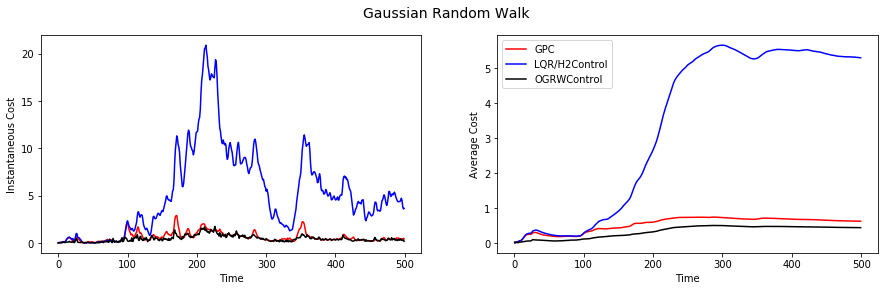 Gaussian Random Walk
Instantaneous Cost
20
15
10
5
0
0 100 200 300 400 500
Time
Average Cost
5
4
3
2
1
0
GPC
LQR/H2Control
OGRWControl
0 100 200 300 400 500
Time